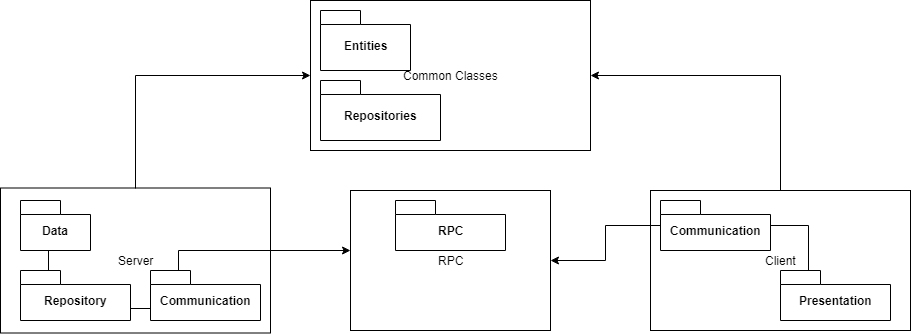 Entities
Common Classes
Repositories
Data
Server
Repository
Communication
RPC
RPC
Communication
Client
Presentation